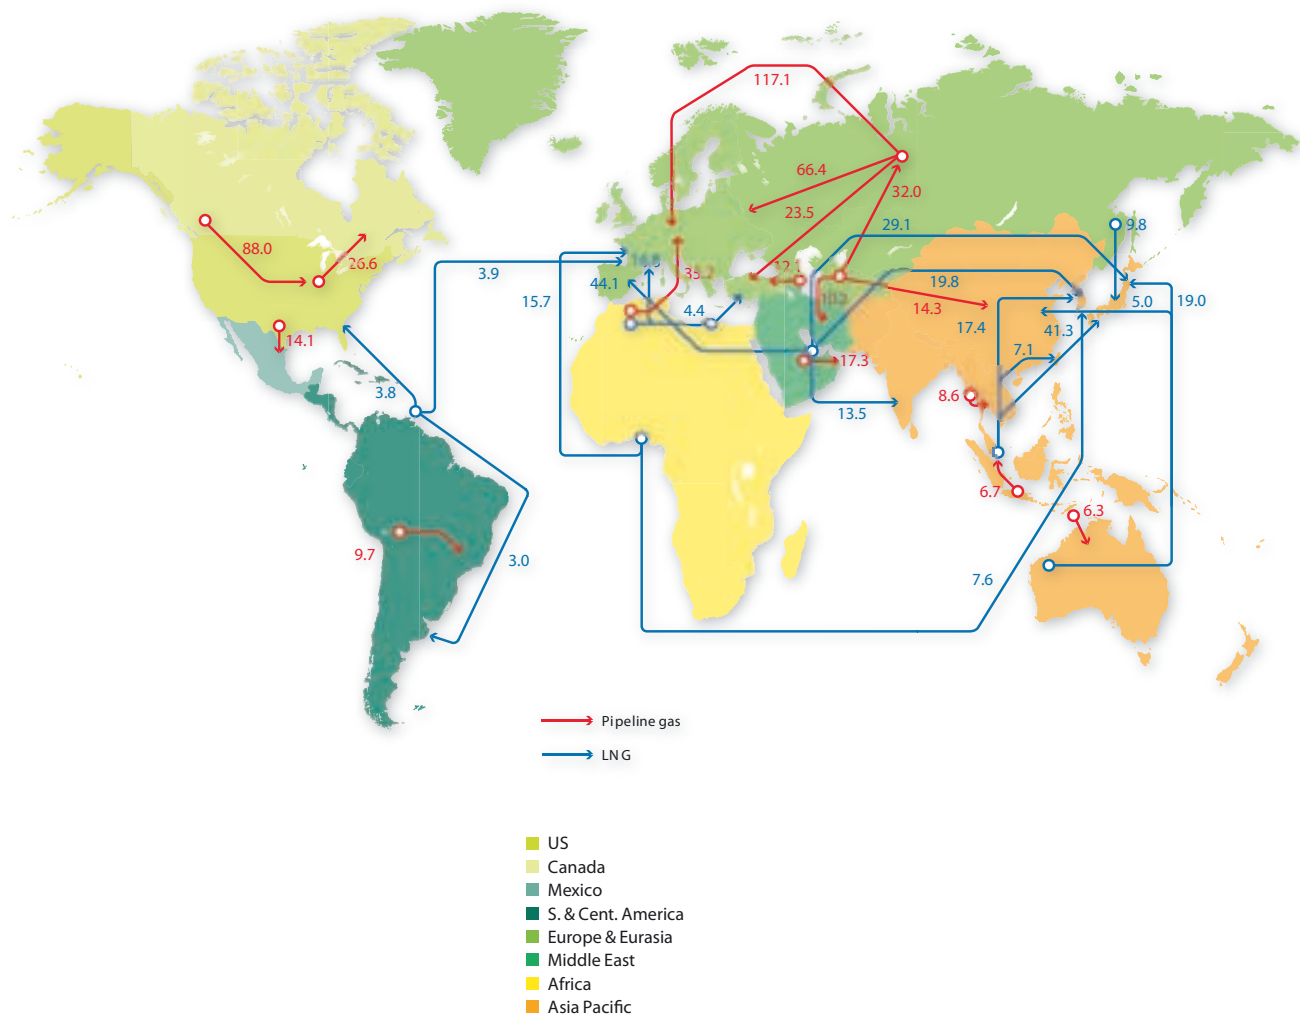 117.1
66.4
32.0
23.5
29.1
9.8
88.0
26.6
3.9
44.1
15.7
4.4
19.8
14.3
5.0
19.0
17.4
41.3
14.1
7.1
17.3
3.8
13.5
8.6
6.7
6.3
9.7
3.0
7.6
Pipeline gas
LNG
US
Canada
Mexico
S. & Cent. America
Europe & Eurasia
Middle East
Africa
Asia Pacific